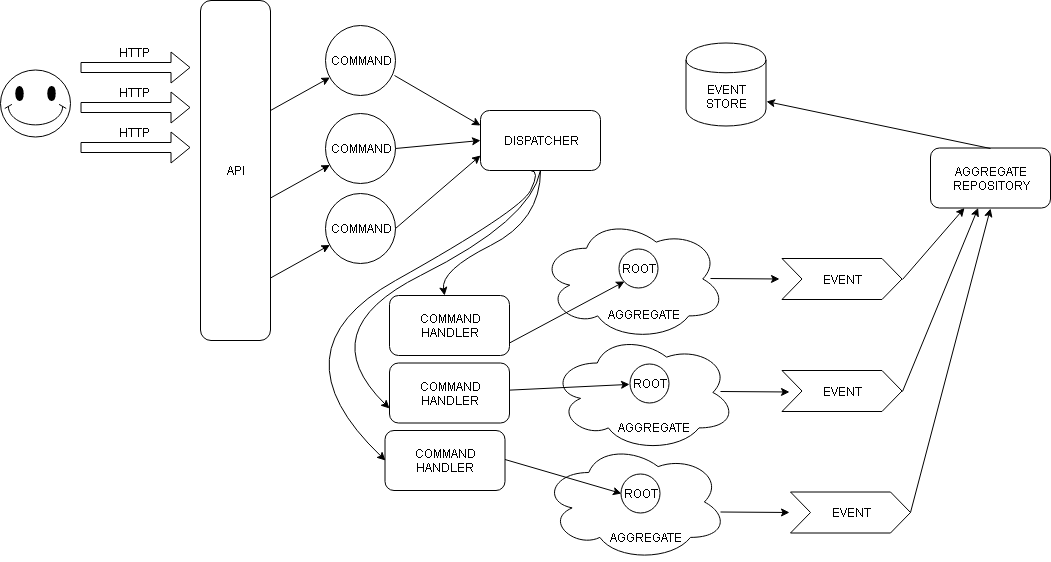 HTTP
HTTP
HTTP
API
COMMAND
COMMAND
COMMAND
DISPATCHER
EVENT
STORE
AGGREGATE
REPOSITORY
COMMAND
HANDLER
COMMAND
HANDLER
COMMAND
HANDLER
ROOT
AGGREGATE
ROOT
AGGREGATE
ROOT
AGGREGATE
EVENT
EVENT
EVENT